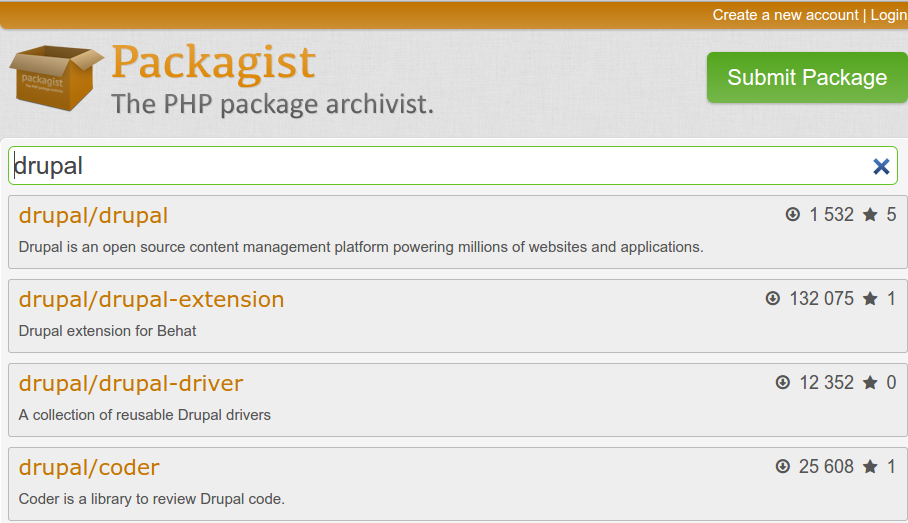 Create a new account | Login
packagist
Packagist
The PHP package archivist.
Submit Package
drupal
drupal/drupal 1 532 5
Drupal is an open source content management platform powering millions of websites and applications.
drupal/drupal-extension 132 075 1
Drupal extension for Behat
drupal/drupal-driver 12 352 0
A collection of reusable Drupal drivers
drupal/coder 25 608 1
Coder is a library to review Drupal code.